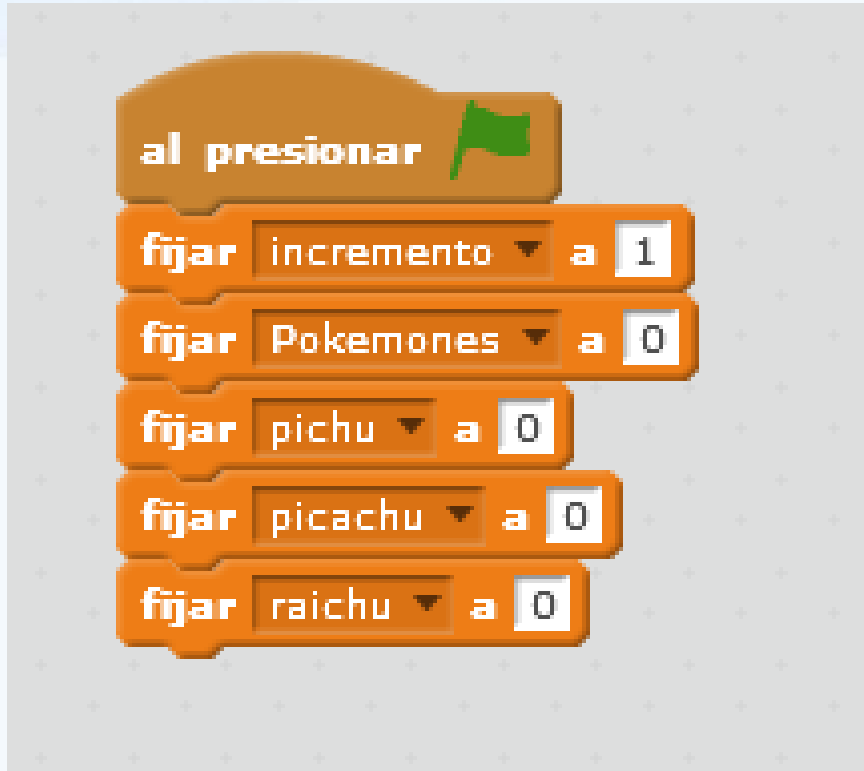 al presionar
fijar incremento a 1
fijar Pokemones a 0
fijar pichu a 0
fijar picachu a 0
fijar raichu a 0